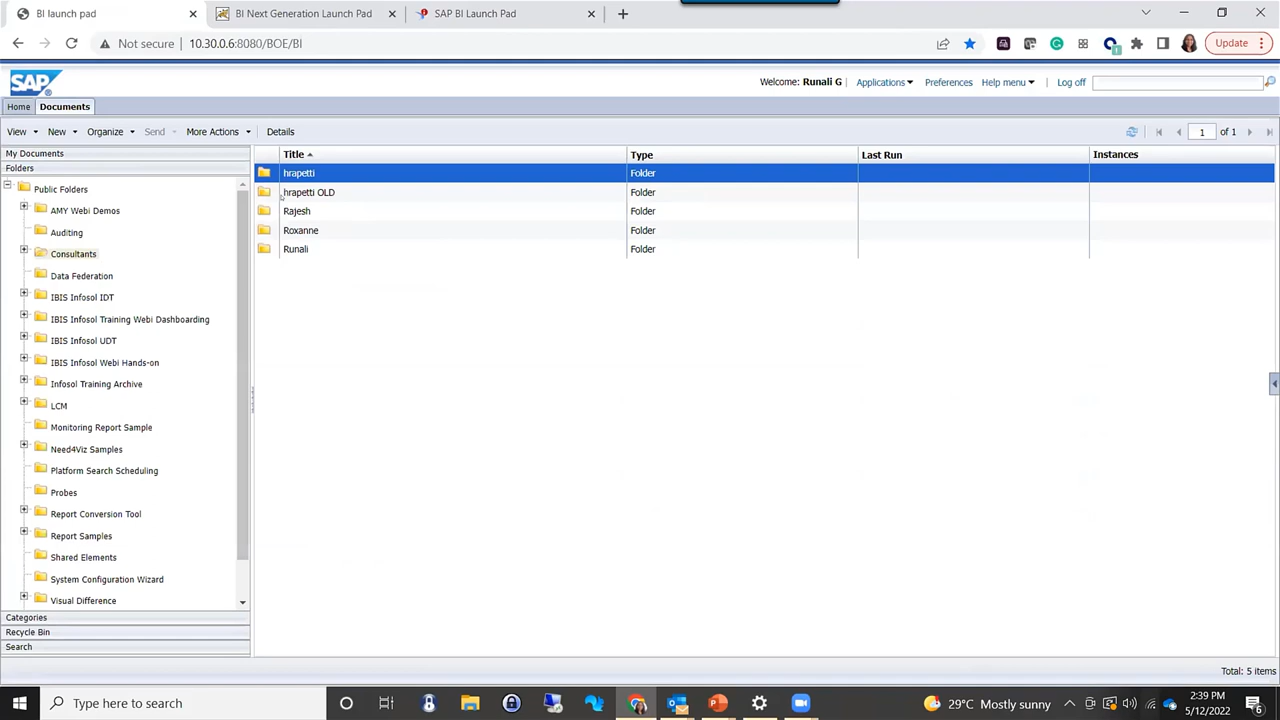 BI launch pad
BI Next Generation Launch Pad
SAP BI Launch Pad
Not secure 10.30.0.6:8080/BOE/BI
Update
SAP
Welcome: Runali G Applications Preferences Help menu Log off
Home Documents
View New Organize Send More Actions Details
1 of 1
My Documents
Folders
Public Folders
AMY Webi Demos
Auditing
Consultants
Data Federation
IBIS Infosol IDT
IBIS Infosol Training Webi Dashboarding
IBIS Infosol UDT
IBIS Infosol Webi Hands-on
Infosol Training Archive
LCM
Monitoring Report Sample
Need4Viz Samples
Platform Search Scheduling
Probes
Report Conversion Tool
Report Samples
Shared Elements
System Configuration Wizard
Visual Difference
Categories
Recycle Bin
Search
Title Type Last Run Instances
hrapetti Folder
hrapetti OLD Folder
Rajesh Folder
Roxanne Folder
Runali Folder
Total: 5 items
Type here to search
29°C Mostly sunny
2:39 PM
5/12/2022
6